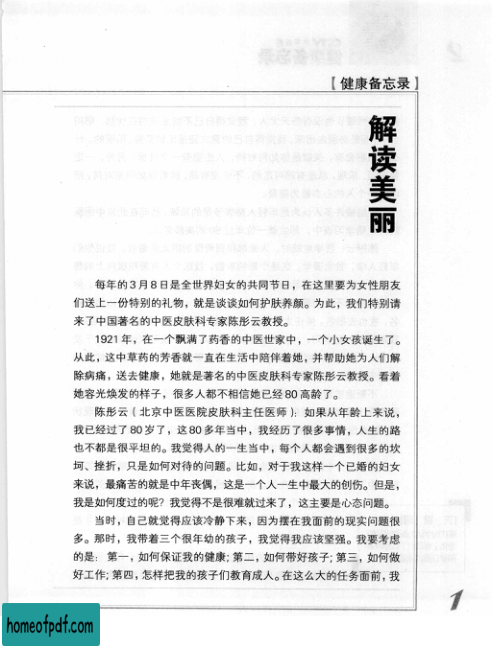 【健康备忘录】
解读美丽
每年的3月8日是全世界妇女的共同节日，在这里要为女性朋友
们送上一份特别的礼物，就是谈谈如何护肤养颜。为此，我们特别请
来了中国著名的中医皮肤科专家陈彤云教授。
1921年，在一个飘满了药香的中医世家中，一个小女孩诞生了。
从此，这中草药的芳香就一直在生活中陪伴着她，并帮助她为人们解
除病痛，送去健康，她就是著名的中医皮肤科专家陈彤云教授。看着
她容光焕发的样子，很多人都不相信她已经80高龄了。
陈彤云（北京中医医院皮肤科主任医师）：如果从年龄上来说，
我已经过了80岁了，这80多年当中，我经历了很多事情，人生的路
也不都是很平坦的。我觉得人的一生当中，每个人都会遇到很多的坎
坷、挫折，只是如何对待的问题。比如，对于我这样一个已婚的妇女
来说，最痛苦的就是中年丧偶，这是一个人一生中最大的创伤。但是，
我是如何度过的呢？我觉得不是很难就过来了，这主要是心态问题。
当时，自己就觉得应该冷静下来，因为摆在我面前的现实问题很
多。那时，我带着三个很年幼的孩子，我觉得我应该坚强。我要考虑
的是：第一，如何保证我的健康；第二，如何带好孩子；第三，如何做
好工作；第四，怎样把我的孩子们教育成人。在这么大的任务面前，我
1
homeofpdf.com